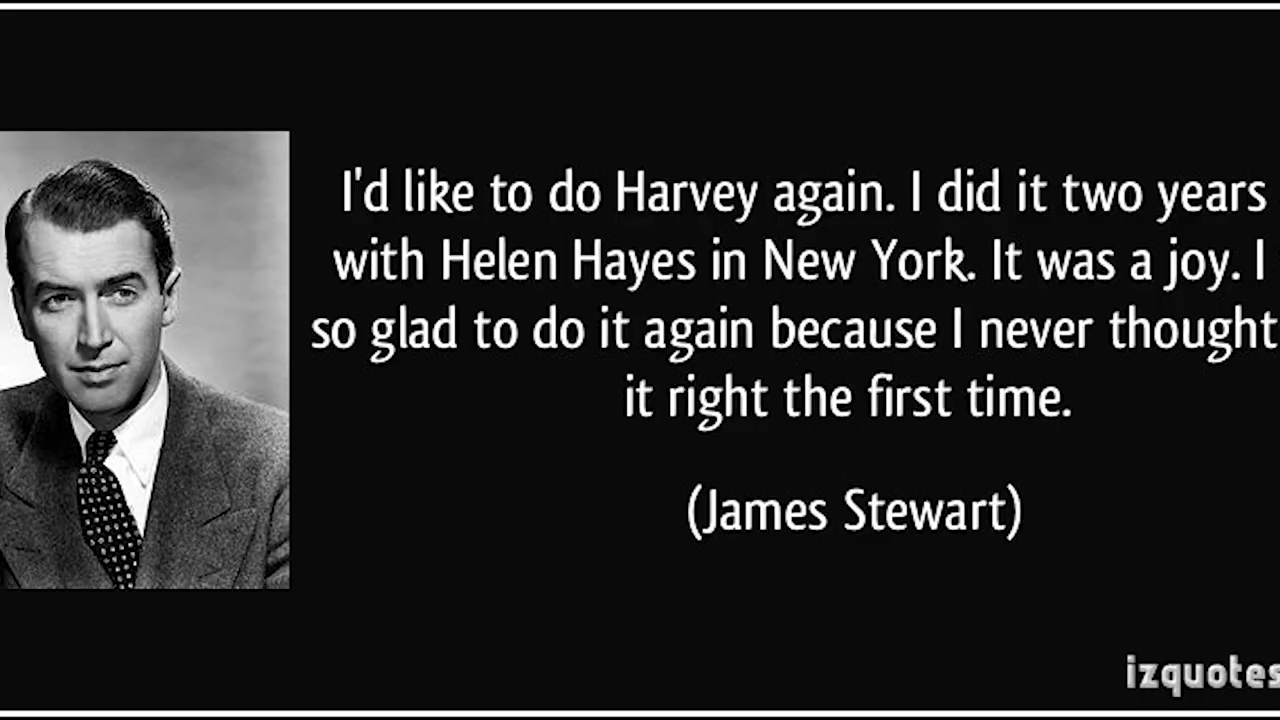 I'd like to do Harvey again. I did it two years
with Helen Hayes in New York. It was a joy. I
so glad to do it again because I never thought
it right the first time.
(James Stewart)
izquotes